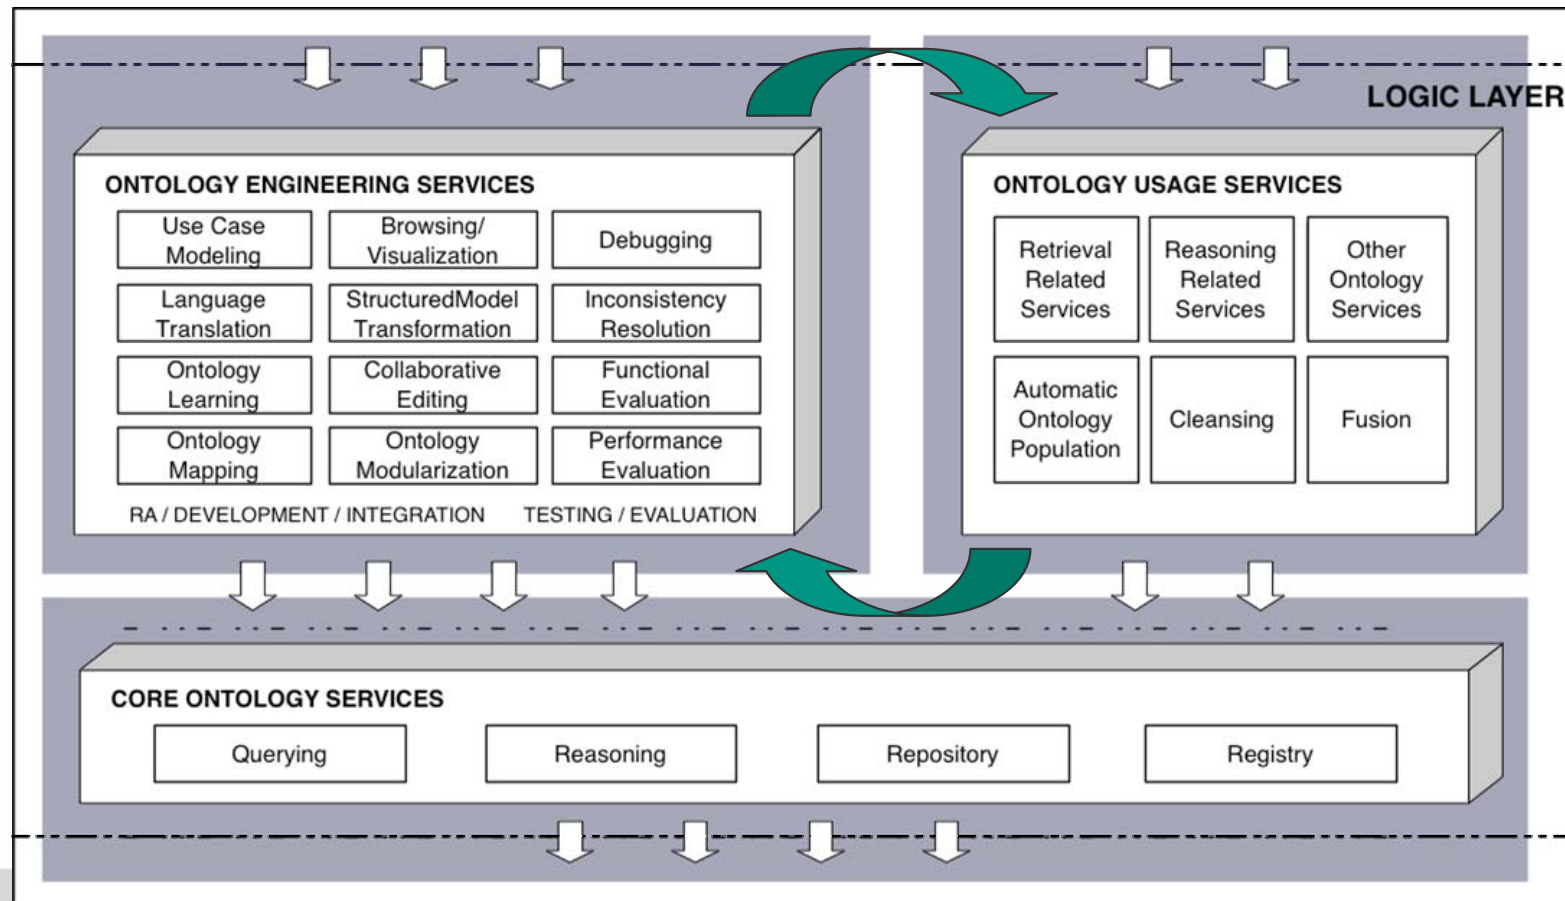 LOGIC LAYER
ONTOLOGY ENGINEERING SERVICES
Use Case
Modeling
Browsing/
Visualization
Debugging
Language
Translation
StructuredModel
Transformation
Inconsistency
Resolution
Ontology
Learning
Collaborative
Editing
Functional
Evaluation
Ontology
Mapping
Ontology
Modularization
Performance
Evaluation
RA / DEVELOPMENT / INTEGRATION
TESTING / EVALUATION
ONTOLOGY USAGE SERVICES
Retrieval
Related
Services
Reasoning
Related
Services
Other
Ontology
Services
Automatic
Ontology
Population
Cleansing
Fusion
CORE ONTOLOGY SERVICES
Querying
Reasoning
Repository
Registry